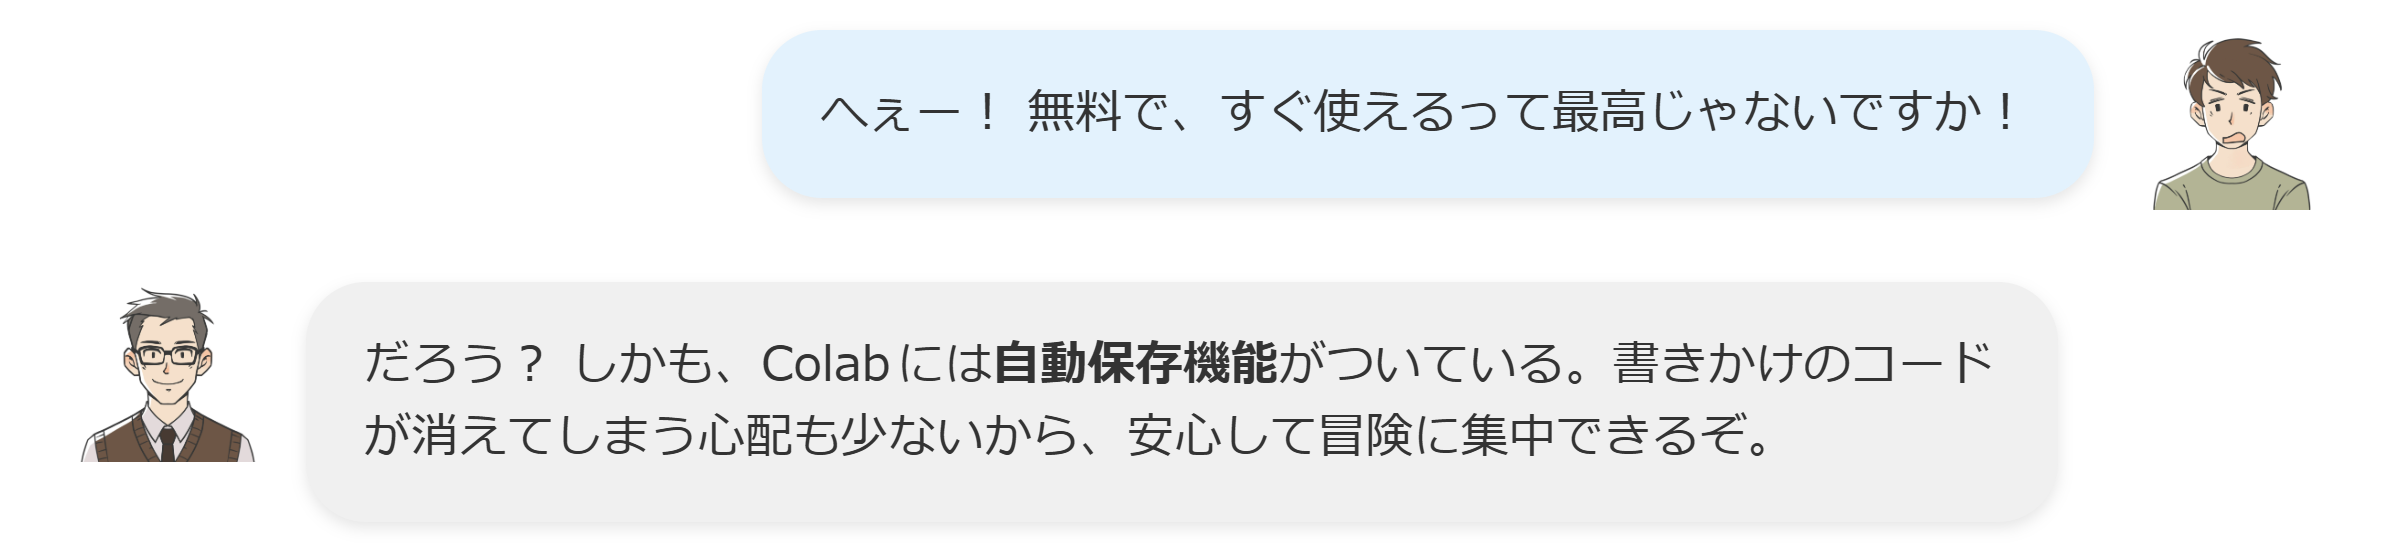 へぇー！ 無料で、すぐ使えるって最高じゃないですか！
だろう？ しかも、Colabには自動保存機能がついている。書きかけのコード
が消えてしまう心配も少ないから、安心して冒険に集中できるぞ。